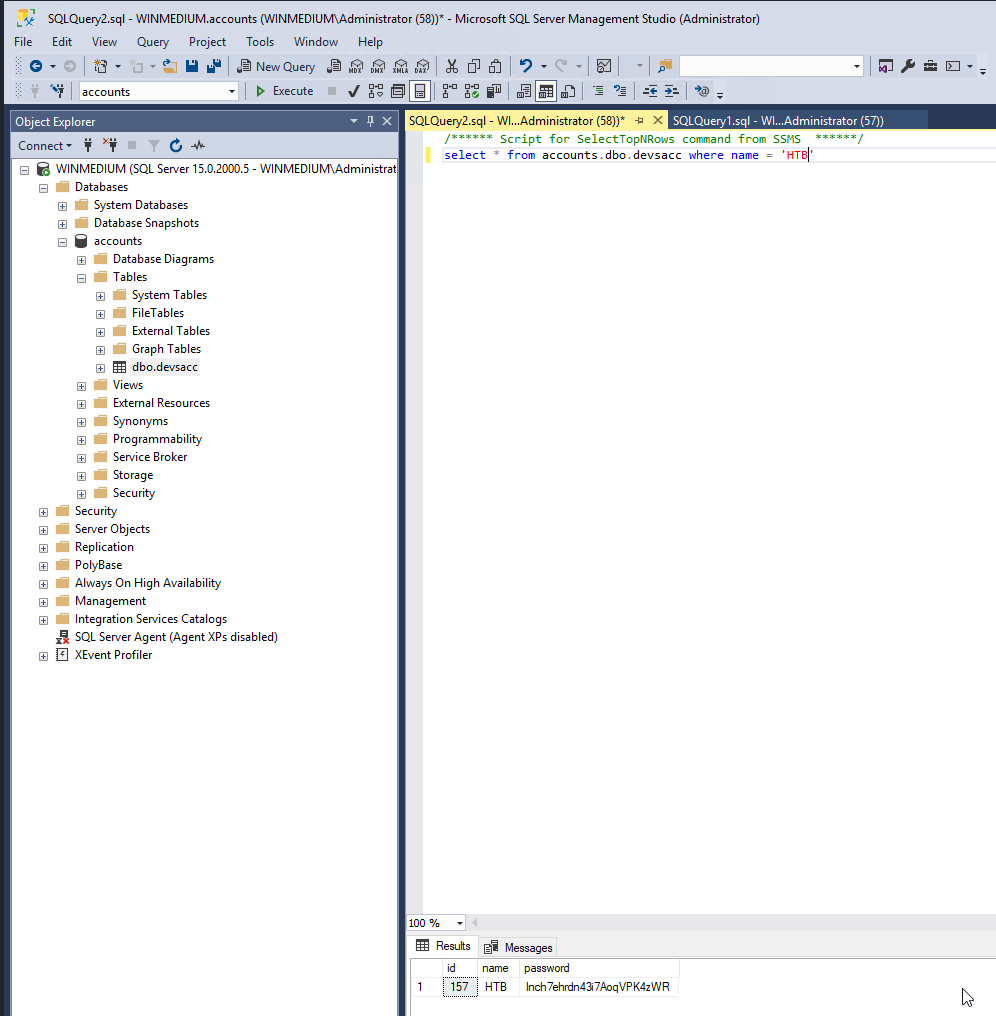 SQLQuery2.sql - WINMEDIUM.accounts (WINMEDIUM\Administrator (58))* - Microsoft SQL Server Management Studio (Administrator)
File Edit View Query Project Tools Window Help
New Query MDX DMX XMLA DAX
accounts Execute
Object Explorer
Connect
WINMEDIUM (SQL Server 15.0.2000.5 - WINMEDIUM\Administrat
Databases
System Databases
Database Snapshots
accounts
Database Diagrams
Tables
System Tables
FileTables
External Tables
Graph Tables
dbo.devsacc
Views
External Resources
Synonyms
Programmability
Service Broker
Storage
Security
Security
Server Objects
Replication
PolyBase
Always On High Availability
Management
Integration Services Catalogs
SQL Server Agent (Agent XPs disabled)
XEvent Profiler
SQLQuery2.sql - WI...Administrator (58))* SQLQuery1.sql - WI...Administrator (57))
/****** Script for SelectTopNRows command from SSMS ******/
select * from accounts.dbo.devsacc where name = 'HTB'
100 %
Results Messages
id name password
1 157 HTB lnch7ehrdn43i7AoqVPK4zWR